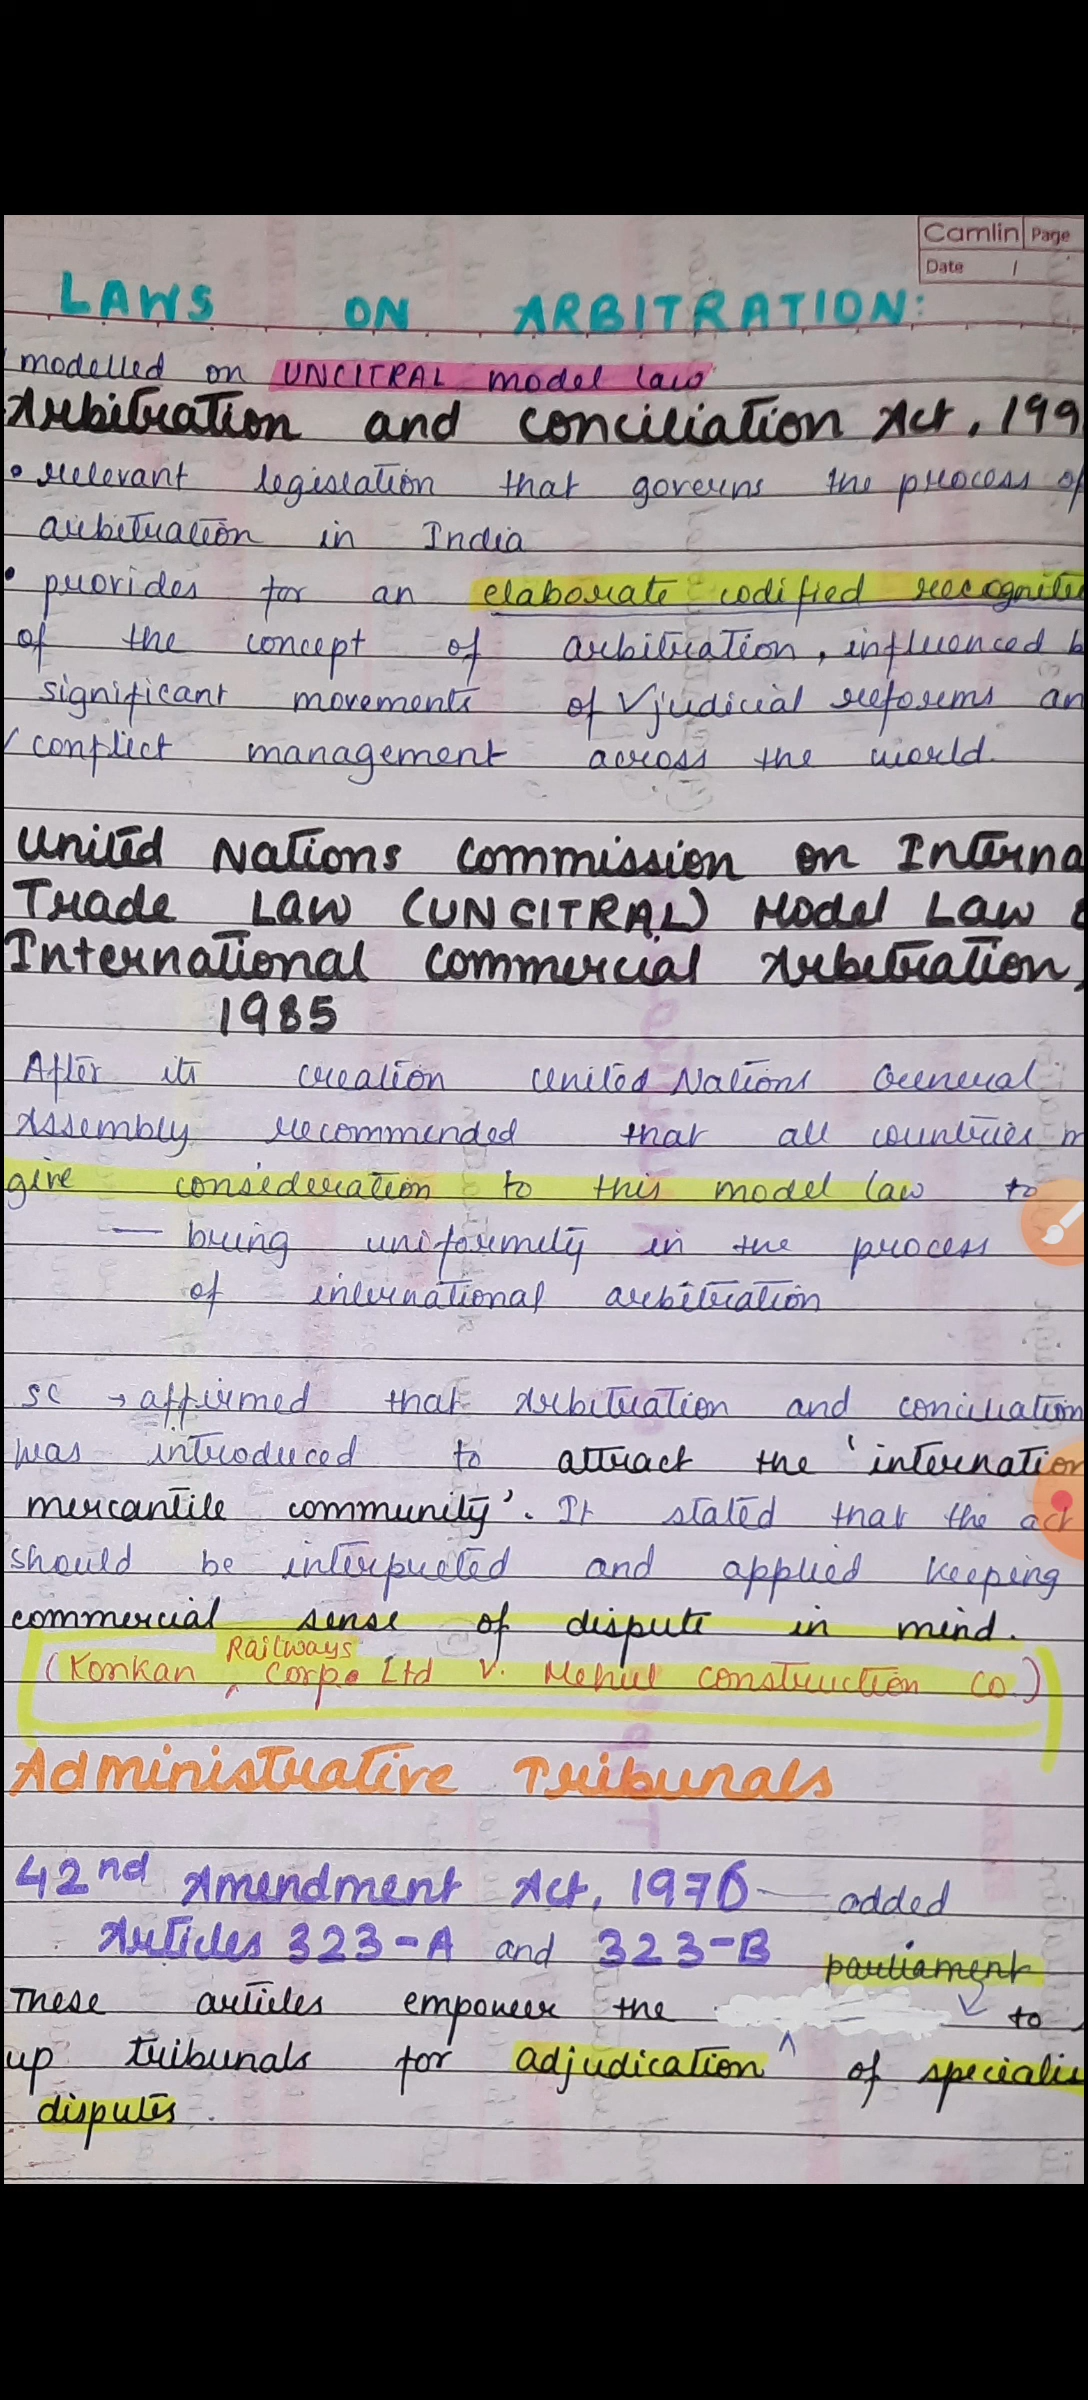 Camlin Page
Date /
LAWS ON ARBITRATION:
modelled on UNCITRAL model law
Arbitration and conciliation Act, 199
• relevant legislation that governs the process of
arbitration in India
• provides for an elaborate codified recogniti
of the concept of arbitration, influenced b
significant movements of judicial reforms an
conflict management across the world.
United Nations Commission on Interna
Trade Law (UNCITRAL) Model Law
International Commercial Arbitration,
1985
After its creation United Nations General
Assembly recommended that all countries m
give consideration to this model law to
— bring uniformity in the process
of international arbitration
SC → affirmed that Arbitration and conciliation
was introduced to attract the 'internation
mercantile community'. It stated that the act
should be interpreted and applied keeping
commercial sense of dispute in mind.
Railways
(Konkan ^ Corp. Ltd v. Mehul construction co.)
Administrative Tribunals
42nd Amendment Act, 1976 — added
Articles 323-A and 323-B
parliament
These articles empower the to
up tribunals for adjudication ^ of specialis
disputes.